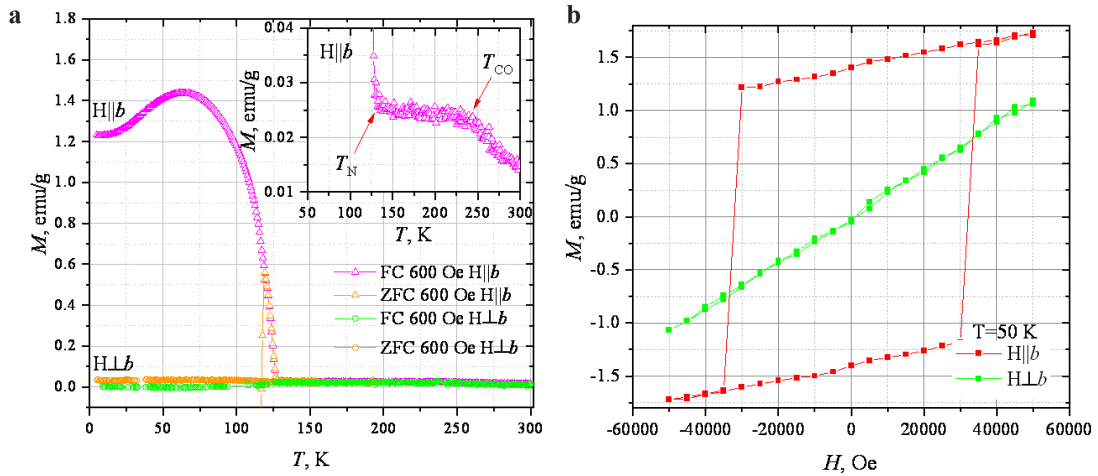 a
b
1.8
1.6
1.4
1.2
1.0
0.8
0.6
0.4
0.2
0.0
M, emu/g
0 50 100 150 200 250 300
T, K
H||b
H⊥b
0.04
0.03
0.02
0.01
M, emu/g
50 100 150 200 250 300
T, K
H||b
T_CO
T_N
FC 600 Oe H||b
ZFC 600 Oe H||b
FC 600 Oe H⊥b
ZFC 600 Oe H⊥b
1.5
1.0
0.5
0.0
-0.5
-1.0
-1.5
M, emu/g
-60000 -40000 -20000 0 20000 40000 60000
H, Oe
T=50 K
H||b
H⊥b